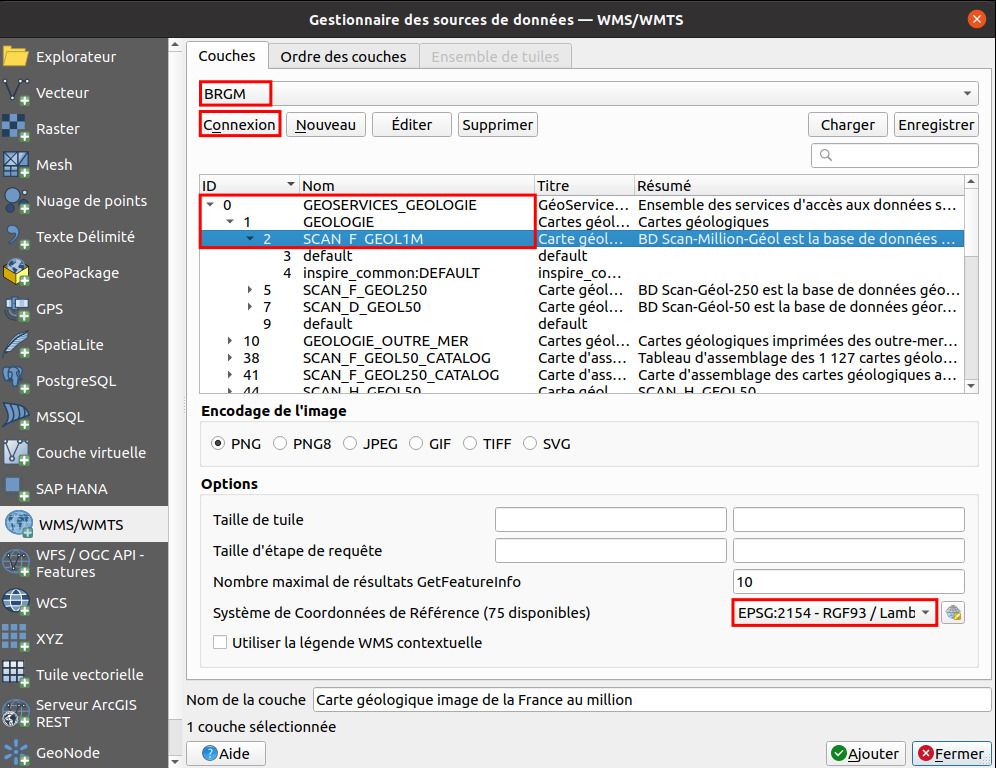 Gestionnaire des sources de données — WMS/WMTS
Explorateur
Vecteur
Raster
Mesh
Nuage de points
Texte Délimité
GeoPackage
GPS
SpatiaLite
PostgreSQL
MSSQL
Couche virtuelle
SAP HANA
WMS/WMTS
WFS / OGC API -
Features
WCS
XYZ
Tuile vectorielle
Serveur ArcGIS
REST
GeoNode
Couches Ordre des couches Ensemble de tuiles
BRGM
Connexion Nouveau Éditer Supprimer Charger Enregistrer
ID Nom Titre Résumé
0 GEOSERVICES_GEOLOGIE GéoService... Ensemble des services d'accès aux données s...
1 GEOLOGIE Cartes géol... Cartes géologiques
2 SCAN_F_GEOL1M Carte géol... BD Scan-Million-Géol est la base de données ...
3 default default
4 inspire_common:DEFAULT inspire_co...
5 SCAN_F_GEOL250 Carte géol... BD Scan-Géol-250 est la base de données géo...
7 SCAN_D_GEOL50 Carte géol... BD Scan-Géol-50 est la base de données géor...
9 default default
10 GEOLOGIE_OUTRE_MER Cartes géol... Cartes géologiques imprimées des outre-mer...
38 SCAN_F_GEOL50_CATALOG Carte d'ass... Tableau d'assemblage des 1 127 cartes géolo...
41 SCAN_F_GEOL250_CATALOG Carte d'ass... Carte d'assemblage des cartes géologiques a...
44 SCAN_H_GEOL50 Carte géol... SCAN_H_GEOL50
Encodage de l'image
PNG PNG8 JPEG GIF TIFF SVG
Options
Taille de tuile
Taille d'étape de requête
Nombre maximal de résultats GetFeatureInfo 10
Système de Coordonnées de Référence (75 disponibles) EPSG:2154 - RGF93 / Lamb
Utiliser la légende WMS contextuelle
Nom de la couche Carte géologique image de la France au million
1 couche sélectionnée
Aide Ajouter Fermer